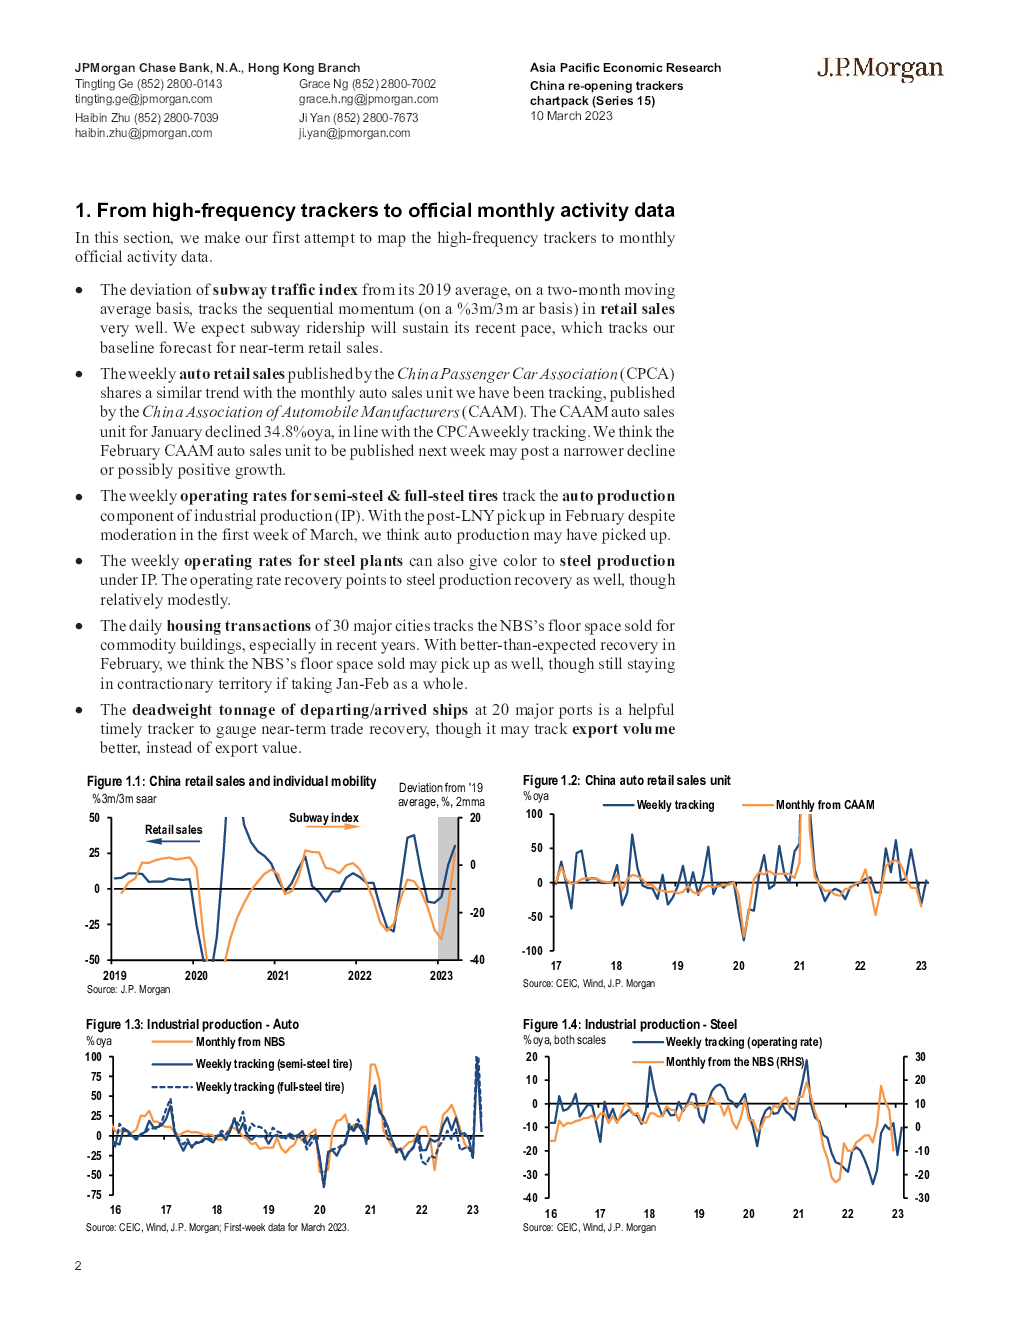 JPMorgan Chase Bank, N.A., Hong Kong Branch
Tingting Ge (852) 2800-0143
tingting.ge@jpmorgan.com
Haibin Zhu (852) 2800-7039
haibin.zhu@jpmorgan.com
Grace Ng (852) 2800-7002
grace.h.ng@jpmorgan.com
Ji Yan (852) 2800-7673
ji.yan@jpmorgan.com
Asia Pacific Economic Research
China re-opening trackers
chartpack (Series 15)
10 March 2023
J.P.Morgan
1. From high-frequency trackers to official monthly activity data
In this section, we make our first attempt to map the high-frequency trackers to monthly
official activity data.
● The deviation of subway traffic index from its 2019 average, on a two-month moving
average basis, tracks the sequential momentum (on a %3m/3m ar basis) in retail sales
very well. We expect subway ridership will sustain its recent pace, which tracks our
baseline forecast for near-term retail sales.
● The weekly auto retail sales published by the China Passenger Car Association (CPCA)
shares a similar trend with the monthly auto sales unit we have been tracking, published
by the China Association of Automobile Manufacturers (CAAM). The CAAM auto sales
unit for January declined 34.8%oya, in line with the CPCA weekly tracking. We think the
February CAAM auto sales unit to be published next week may post a narrower decline
or possibly positive growth.
● The weekly operating rates for semi-steel & full-steel tires track the auto production
component of industrial production (IP). With the post-LNY pick up in February despite
moderation in the first week of March, we think auto production may have picked up.
● The weekly operating rates for steel plants can also give color to steel production
under IP. The operating rate recovery points to steel production recovery as well, though
relatively modestly.
● The daily housing transactions of 30 major cities tracks the NBS's floor space sold for
commodity buildings, especially in recent years. With better-than-expected recovery in
February, we think the NBS's floor space sold may pick up as well, though still staying
in contractionary territory if taking Jan-Feb as a whole.
● The deadweight tonnage of departing/arrived ships at 20 major ports is a helpful
timely tracker to gauge near-term trade recovery, though it may track export volume
better, instead of export value.
Figure 1.1: China retail sales and individual mobility
%3m/3m saar
Deviation from '19
average, %, 2mma
Retail sales
Subway index
50
25
0
-25
-50
20
0
-20
-40
2019 2020 2021 2022 2023
Source: J.P. Morgan
Figure 1.2: China auto retail sales unit
%oya
Weekly tracking
Monthly from CAAM
100
50
0
-50
-100
17 18 19 20 21 22 23
Source: CEIC, Wind, J.P. Morgan
Figure 1.3: Industrial production - Auto
%oya
Monthly from NBS
Weekly tracking (semi-steel tire)
Weekly tracking (full-steel tire)
100
75
50
25
0
-25
-50
-75
16 17 18 19 20 21 22 23
Source: CEIC, Wind, J.P. Morgan; First-week data for March 2023.
Figure 1.4: Industrial production - Steel
%oya, both scales
Weekly tracking (operating rate)
Monthly from the NBS (RHS)
20
10
0
-10
-20
-30
-40
30
20
10
0
-10
-20
-30
16 17 18 19 20 21 22 23
Source: CEIC, Wind, J.P. Morgan
2